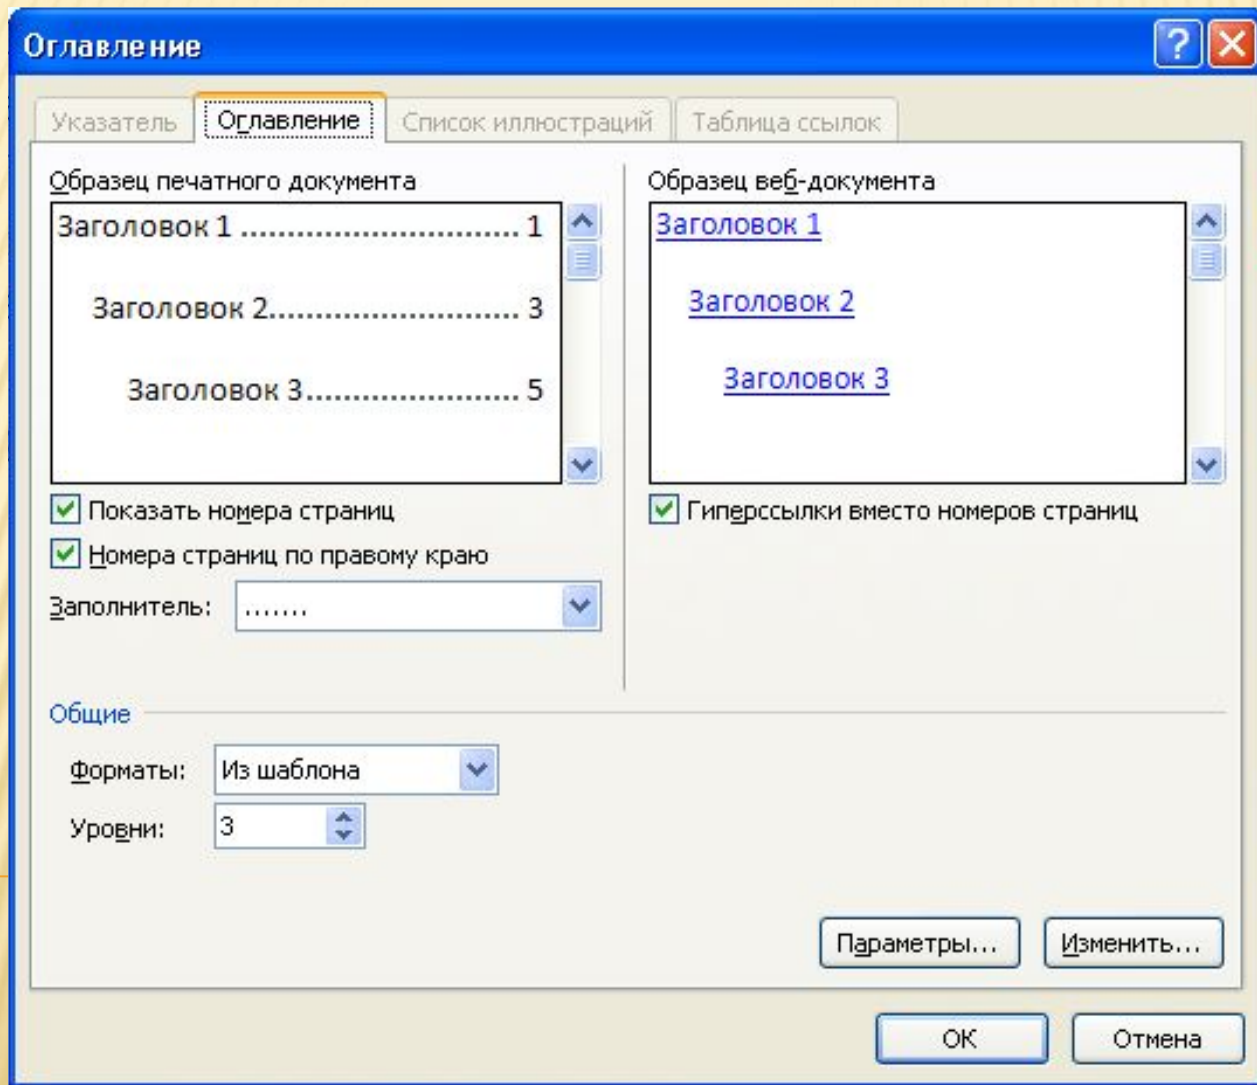 Оглавление
Указатель Оглавление Список иллюстраций Таблица ссылок
Образец печатного документа
Заголовок 1 ............................. 1
Заголовок 2.......................... 3
Заголовок 3....................... 5
Показать номера страниц
Номера страниц по правому краю
Заполнитель: .......
Образец веб-документа
Заголовок 1
Заголовок 2
Заголовок 3
Гиперссылки вместо номеров страниц
Общие
Форматы: Из шаблона
Уровни: 3
Параметры... Изменить...
ОК Отмена